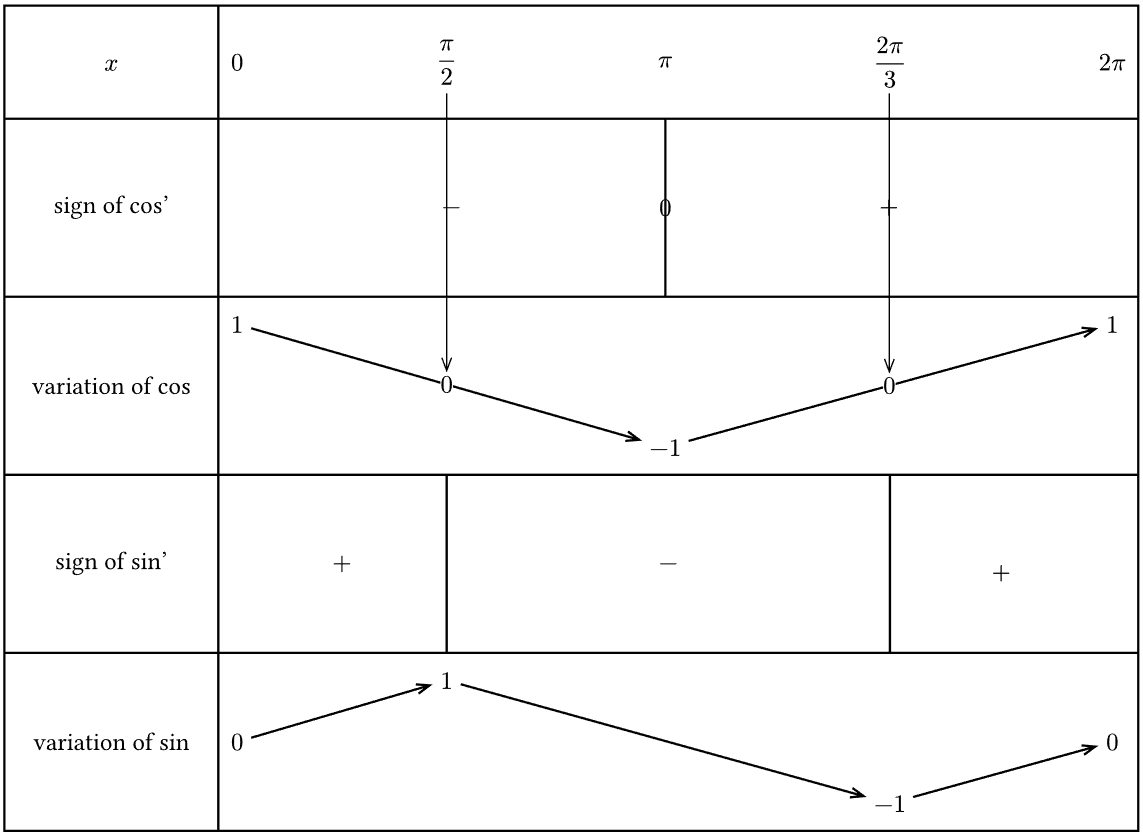 x 0 π/2 π 2π/3 2π
sign of cos’ − 0 +
variation of cos 1 0 −1 0 1
sign of sin’ + − +
variation of sin 0 1 −1 0